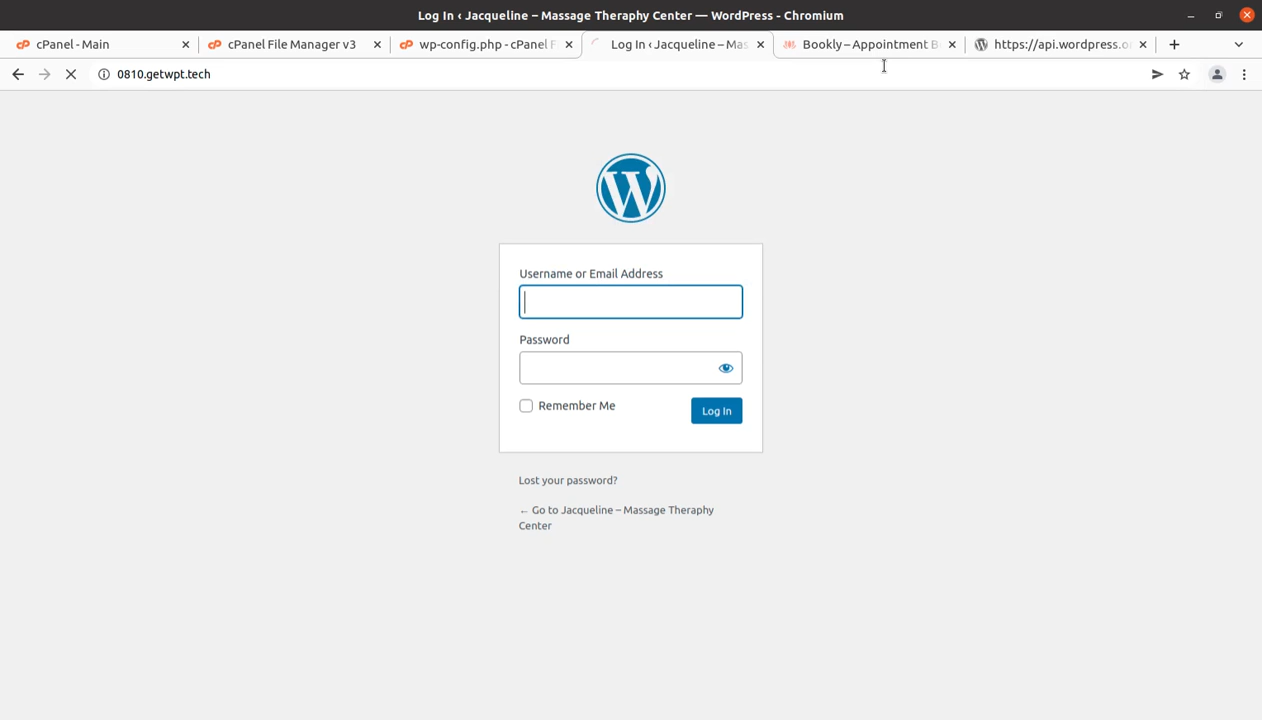 Log In ‹ Jacqueline – Massage Theraphy Center — WordPress - Chromium
cPanel - Main
cPanel File Manager v3
wp-config.php - cPanel F
Log In ‹ Jacqueline – Mas
Bookly – Appointment B
https://api.wordpress.o
0810.getwpt.tech
Username or Email Address
Password
Remember Me
Log In
Lost your password?
← Go to Jacqueline – Massage Theraphy
Center